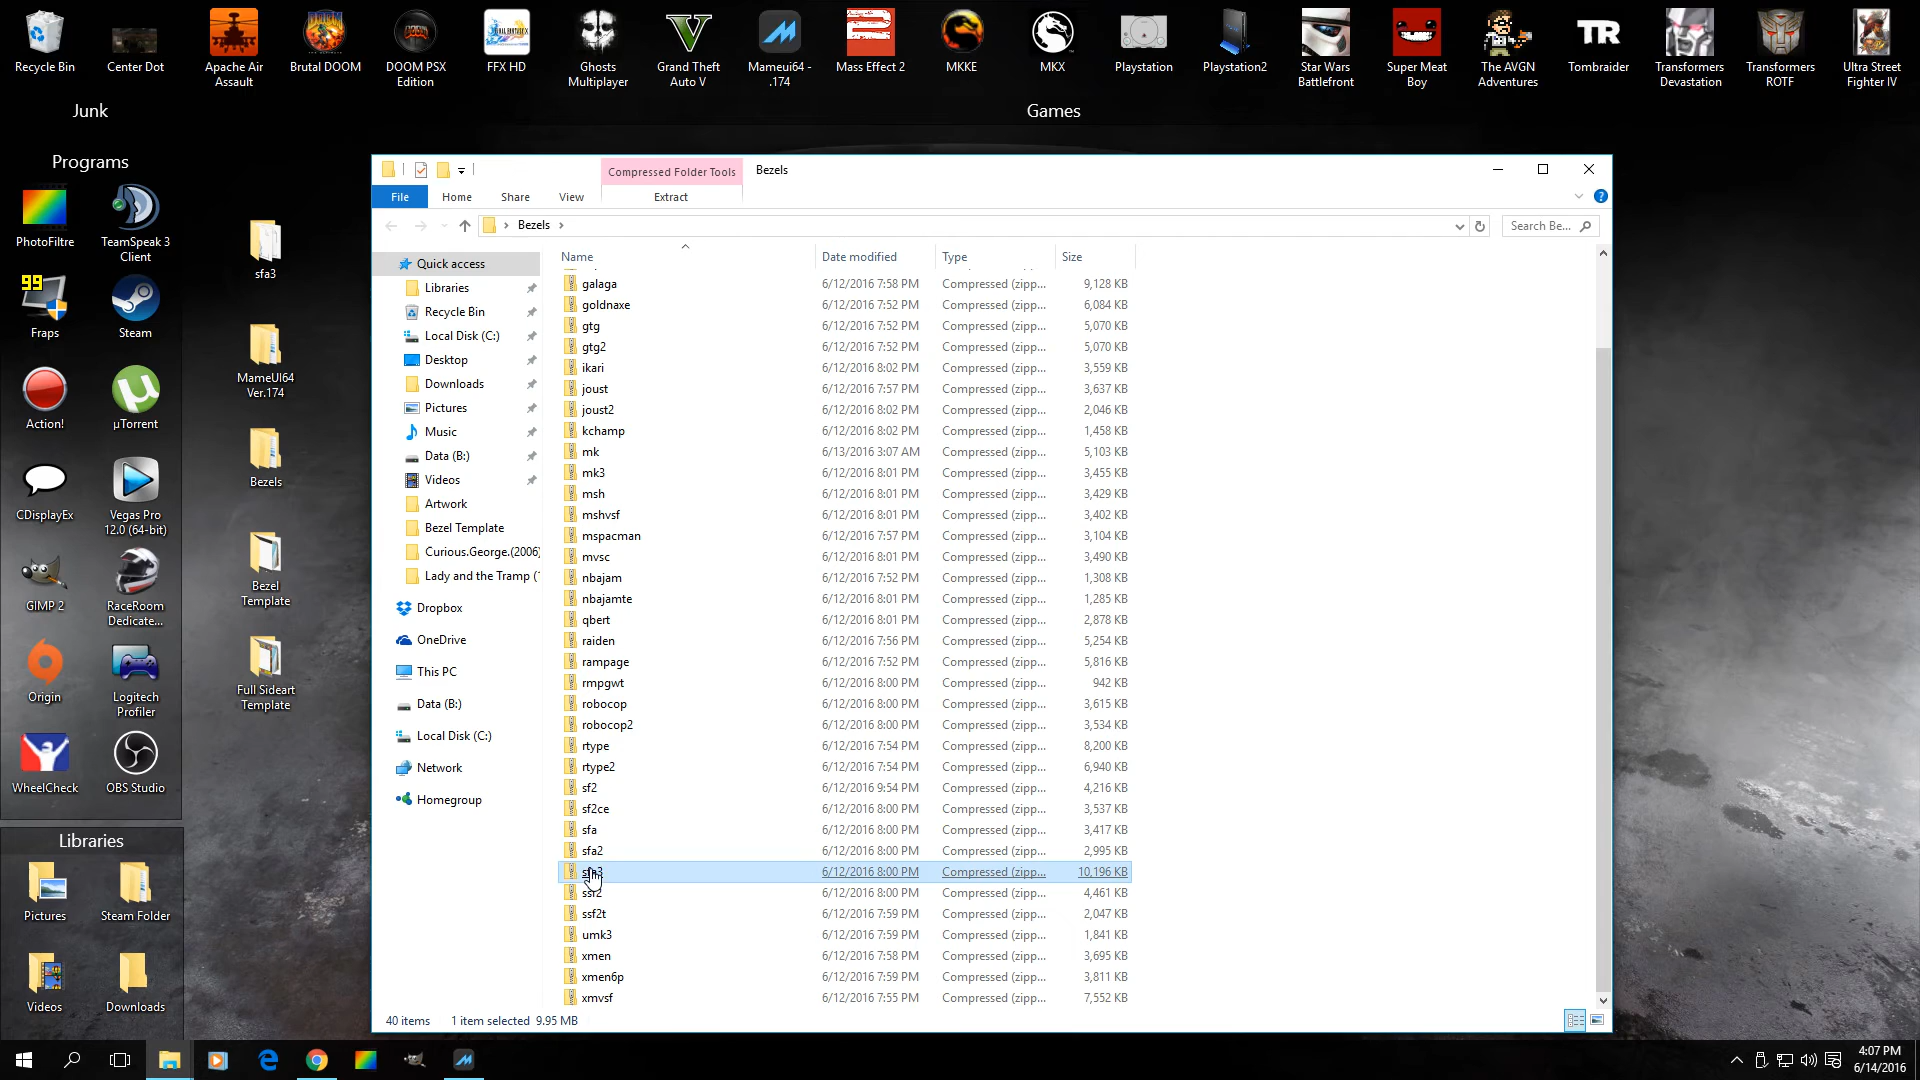 Recycle Bin
Center Dot
Apache Air
Assault
Brutal DOOM
DOOM PSX
Edition
FFX HD
Ghosts
Multiplayer
Grand Theft
Auto V
Mameui64 -
.174
Mass Effect 2
MKKE
MKX
Playstation
Playstation2
Star Wars
Battlefront
Super Meat
Boy
The AVGN
Adventures
TR
Tombraider
Transformers
Devastation
Transformers
ROTF
Ultra Street
Fighter IV
Junk
Games
Programs
PhotoFiltre
TeamSpeak 3
Client
99
Fraps
Steam
Action!
µTorrent
CDisplayEx
Vegas Pro
12.0 (64-bit)
GIMP 2
RaceRoom
Dedicate...
Origin
Logitech
Profiler
WheelCheck
OBS Studio
Libraries
Pictures
Steam Folder
Videos
Downloads
sfa3
MameUI64
Ver.174
Bezels
Bezel
Template
Full Sideart
Template
Compressed Folder Tools
Bezels
File
Home
Share
View
Extract
Bezels
Search Be...
Quick access
Libraries
Recycle Bin
Local Disk (C:)
Desktop
Downloads
Pictures
Music
Data (B:)
Videos
Artwork
Bezel Template
Curious.George.(2006)
Lady and the Tramp (
Dropbox
OneDrive
This PC
Data (B:)
Local Disk (C:)
Network
Homegroup
Name Date modified Type Size
galaga 6/12/2016 7:58 PM Compressed (zipp... 9,128 KB
goldnaxe 6/12/2016 7:52 PM Compressed (zipp... 6,084 KB
gtg 6/12/2016 7:52 PM Compressed (zipp... 5,070 KB
gtg2 6/12/2016 7:52 PM Compressed (zipp... 5,070 KB
ikari 6/12/2016 8:02 PM Compressed (zipp... 3,559 KB
joust 6/12/2016 7:57 PM Compressed (zipp... 3,637 KB
joust2 6/12/2016 8:02 PM Compressed (zipp... 2,046 KB
kchamp 6/12/2016 8:02 PM Compressed (zipp... 1,458 KB
mk 6/13/2016 3:07 AM Compressed (zipp... 5,103 KB
mk3 6/12/2016 8:01 PM Compressed (zipp... 3,455 KB
msh 6/12/2016 8:01 PM Compressed (zipp... 3,429 KB
mshvsf 6/12/2016 8:01 PM Compressed (zipp... 3,402 KB
mspacman 6/12/2016 7:57 PM Compressed (zipp... 3,104 KB
mvsc 6/12/2016 8:01 PM Compressed (zipp... 3,490 KB
nbajam 6/12/2016 7:52 PM Compressed (zipp... 1,308 KB
nbajamte 6/12/2016 8:01 PM Compressed (zipp... 1,285 KB
qbert 6/12/2016 8:01 PM Compressed (zipp... 2,878 KB
raiden 6/12/2016 7:56 PM Compressed (zipp... 5,254 KB
rampage 6/12/2016 7:52 PM Compressed (zipp... 5,816 KB
rmpgwt 6/12/2016 8:00 PM Compressed (zipp... 942 KB
robocop 6/12/2016 8:00 PM Compressed (zipp... 3,615 KB
robocop2 6/12/2016 8:00 PM Compressed (zipp... 3,534 KB
rtype 6/12/2016 7:54 PM Compressed (zipp... 8,200 KB
rtype2 6/12/2016 7:54 PM Compressed (zipp... 6,940 KB
sf2 6/12/2016 9:54 PM Compressed (zipp... 4,216 KB
sf2ce 6/12/2016 8:00 PM Compressed (zipp... 3,537 KB
sfa 6/12/2016 8:00 PM Compressed (zipp... 3,417 KB
sfa2 6/12/2016 8:00 PM Compressed (zipp... 2,995 KB
sfa3 6/12/2016 8:00 PM Compressed (zipp... 10,196 KB
ssf2 6/12/2016 8:00 PM Compressed (zipp... 4,461 KB
ssf2t 6/12/2016 7:59 PM Compressed (zipp... 2,047 KB
umk3 6/12/2016 7:59 PM Compressed (zipp... 1,841 KB
xmen 6/12/2016 7:58 PM Compressed (zipp... 3,695 KB
xmen6p 6/12/2016 7:59 PM Compressed (zipp... 3,811 KB
xmvsf 6/12/2016 7:55 PM Compressed (zipp... 7,552 KB
40 items 1 item selected 9.95 MB
4:07 PM
6/14/2016